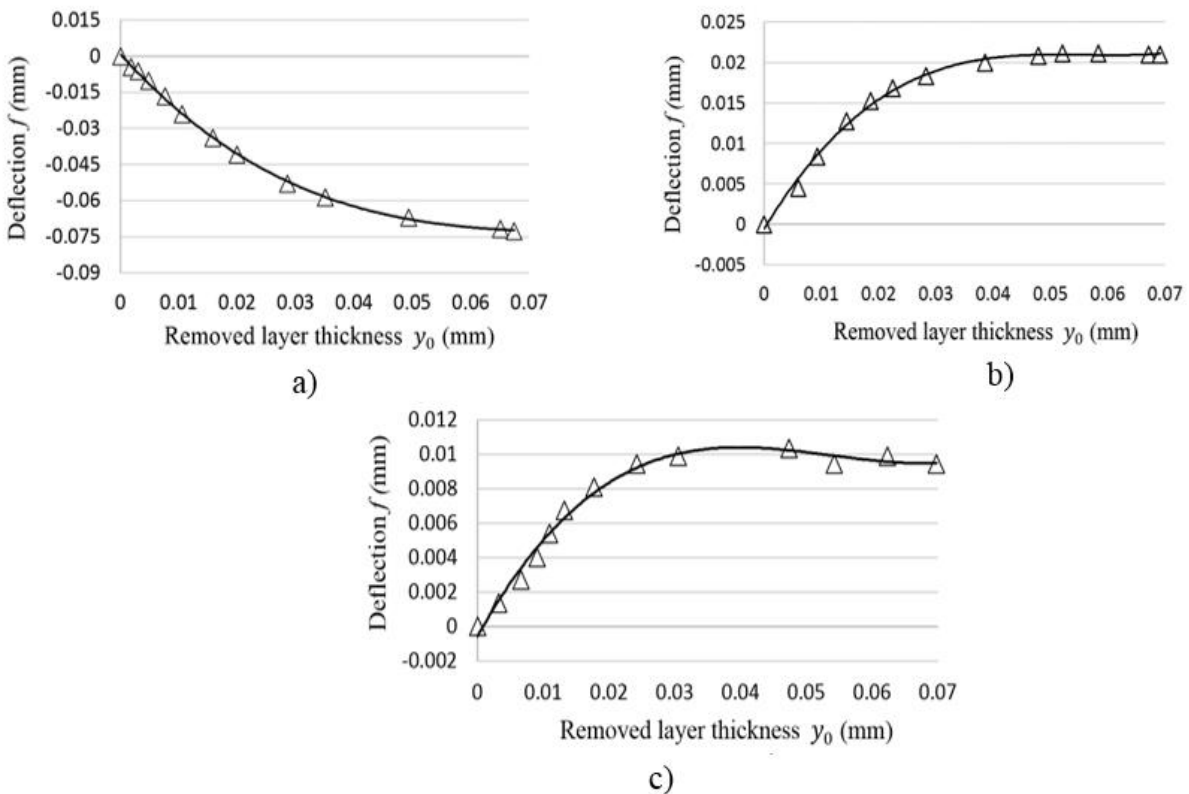 0.015
0
-0.015
-0.03
-0.045
-0.06
-0.075
-0.09
Deflection f (mm)
0 0.01 0.02 0.03 0.04 0.05 0.06 0.07
Removed layer thickness y₀ (mm)
a)
0.025
0.02
0.015
0.01
0.005
0
-0.005
Deflection f (mm)
0 0.01 0.02 0.03 0.04 0.05 0.06 0.07
Removed layer thickness y₀ (mm)
b)
0.012
0.01
0.008
0.006
0.004
0.002
0
-0.002
Deflection f (mm)
0 0.01 0.02 0.03 0.04 0.05 0.06 0.07
Removed layer thickness y₀ (mm)
c)